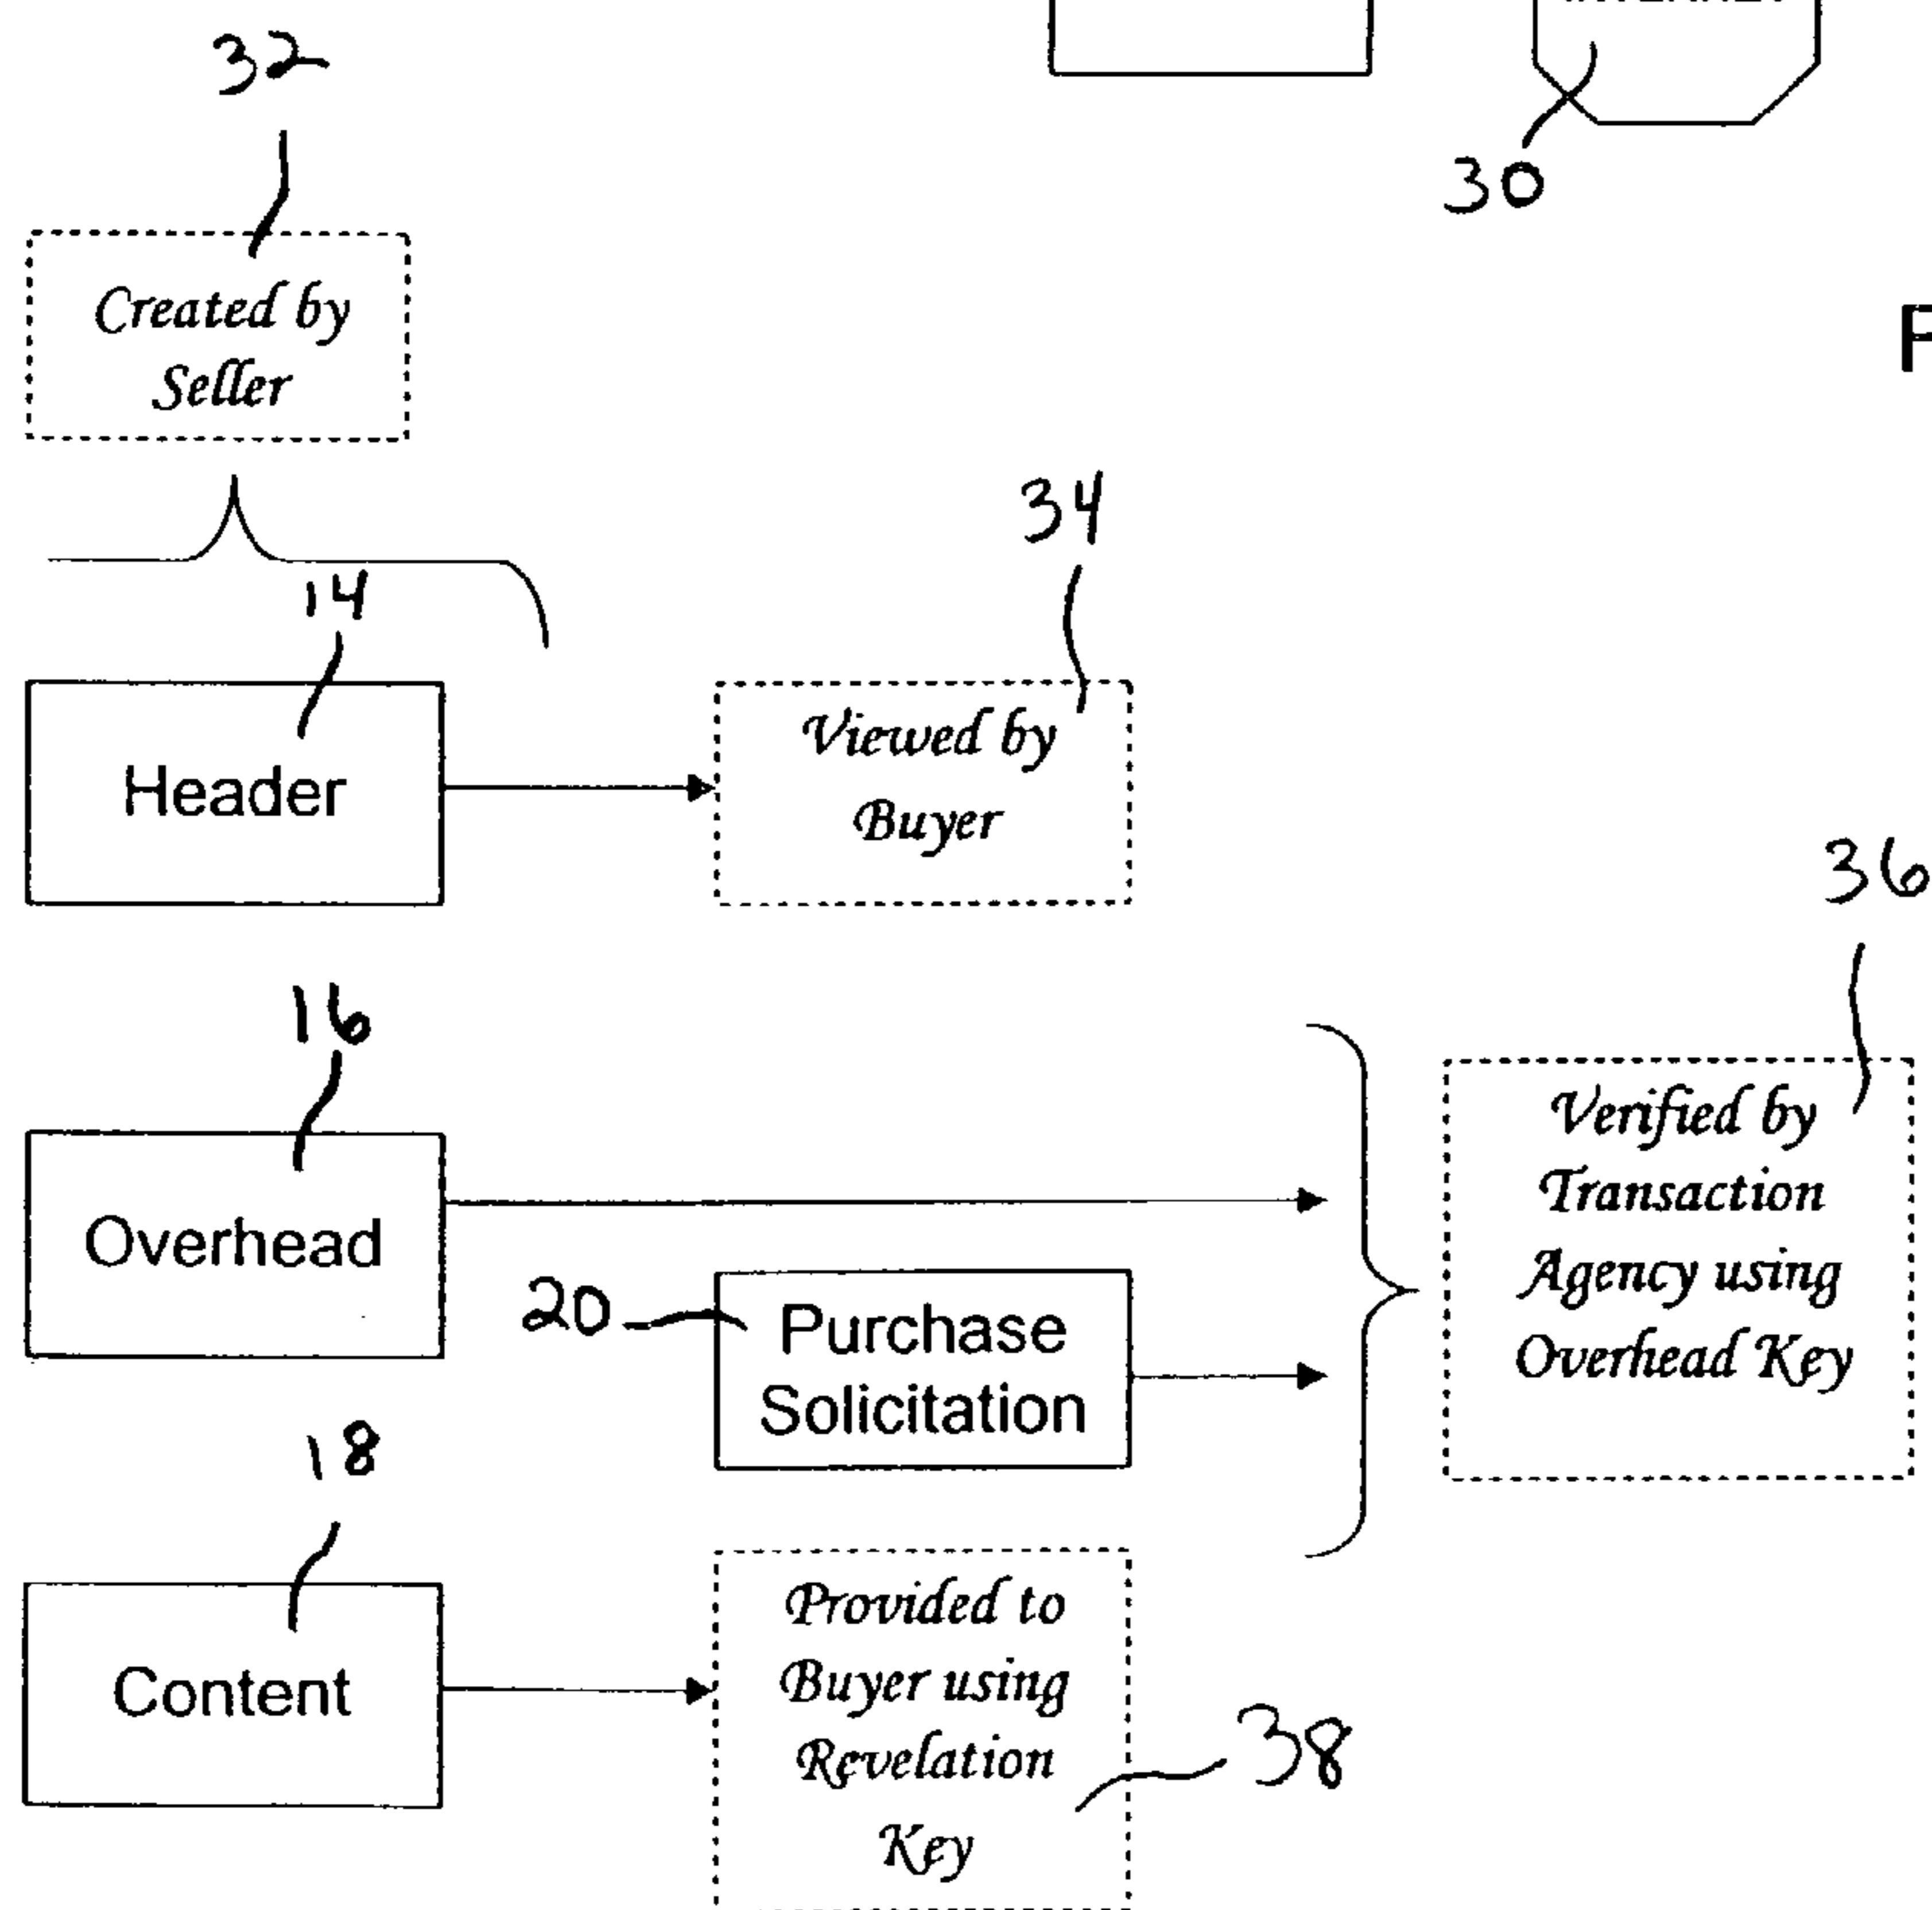 32
30
Created by
Seller
34
14
Viewed by
Header
Buyer
36
16
Verified by
Transaction
Overhead
Agency using
20
Purchase
Overhead Key
Solicitation
18
Provided to
Content
Buyer using
Revelation
38
Key